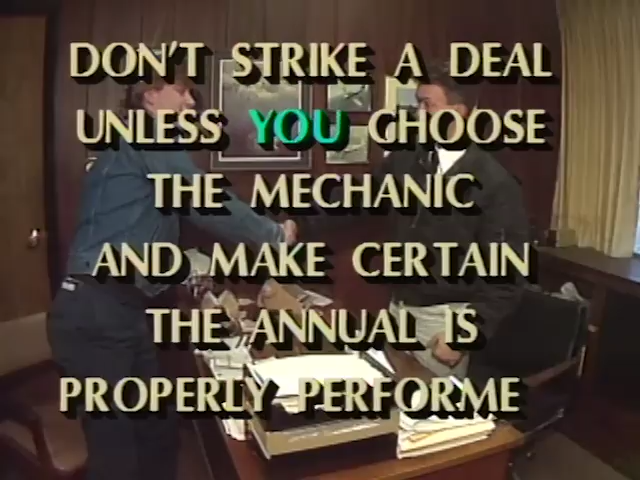 DON'T STRIKE A DEAL
UNLESS YOU CHOOSE
THE MECHANIC
AND MAKE CERTAIN
THE ANNUAL IS
PROPERLY PERFORME